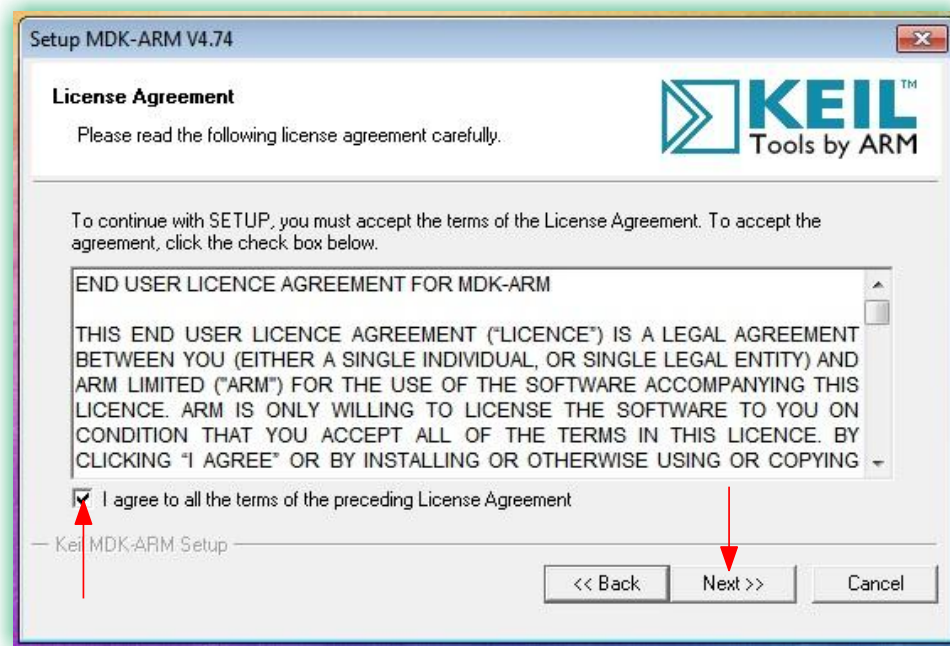 Setup MDK-ARM V4.74
License Agreement
Please read the following license agreement carefully.
KEIL™
Tools by ARM
To continue with SETUP, you must accept the terms of the License Agreement. To accept the
agreement, click the check box below.
END USER LICENCE AGREEMENT FOR MDK-ARM
THIS END USER LICENCE AGREEMENT (“LICENCE”) IS A LEGAL AGREEMENT
BETWEEN YOU (EITHER A SINGLE INDIVIDUAL, OR SINGLE LEGAL ENTITY) AND
ARM LIMITED ("ARM") FOR THE USE OF THE SOFTWARE ACCOMPANYING THIS
LICENCE. ARM IS ONLY WILLING TO LICENSE THE SOFTWARE TO YOU ON
CONDITION THAT YOU ACCEPT ALL OF THE TERMS IN THIS LICENCE. BY
CLICKING “I AGREE” OR BY INSTALLING OR OTHERWISE USING OR COPYING
I agree to all the terms of the preceding License Agreement
Keil MDK-ARM Setup
<< Back
Next >>
Cancel